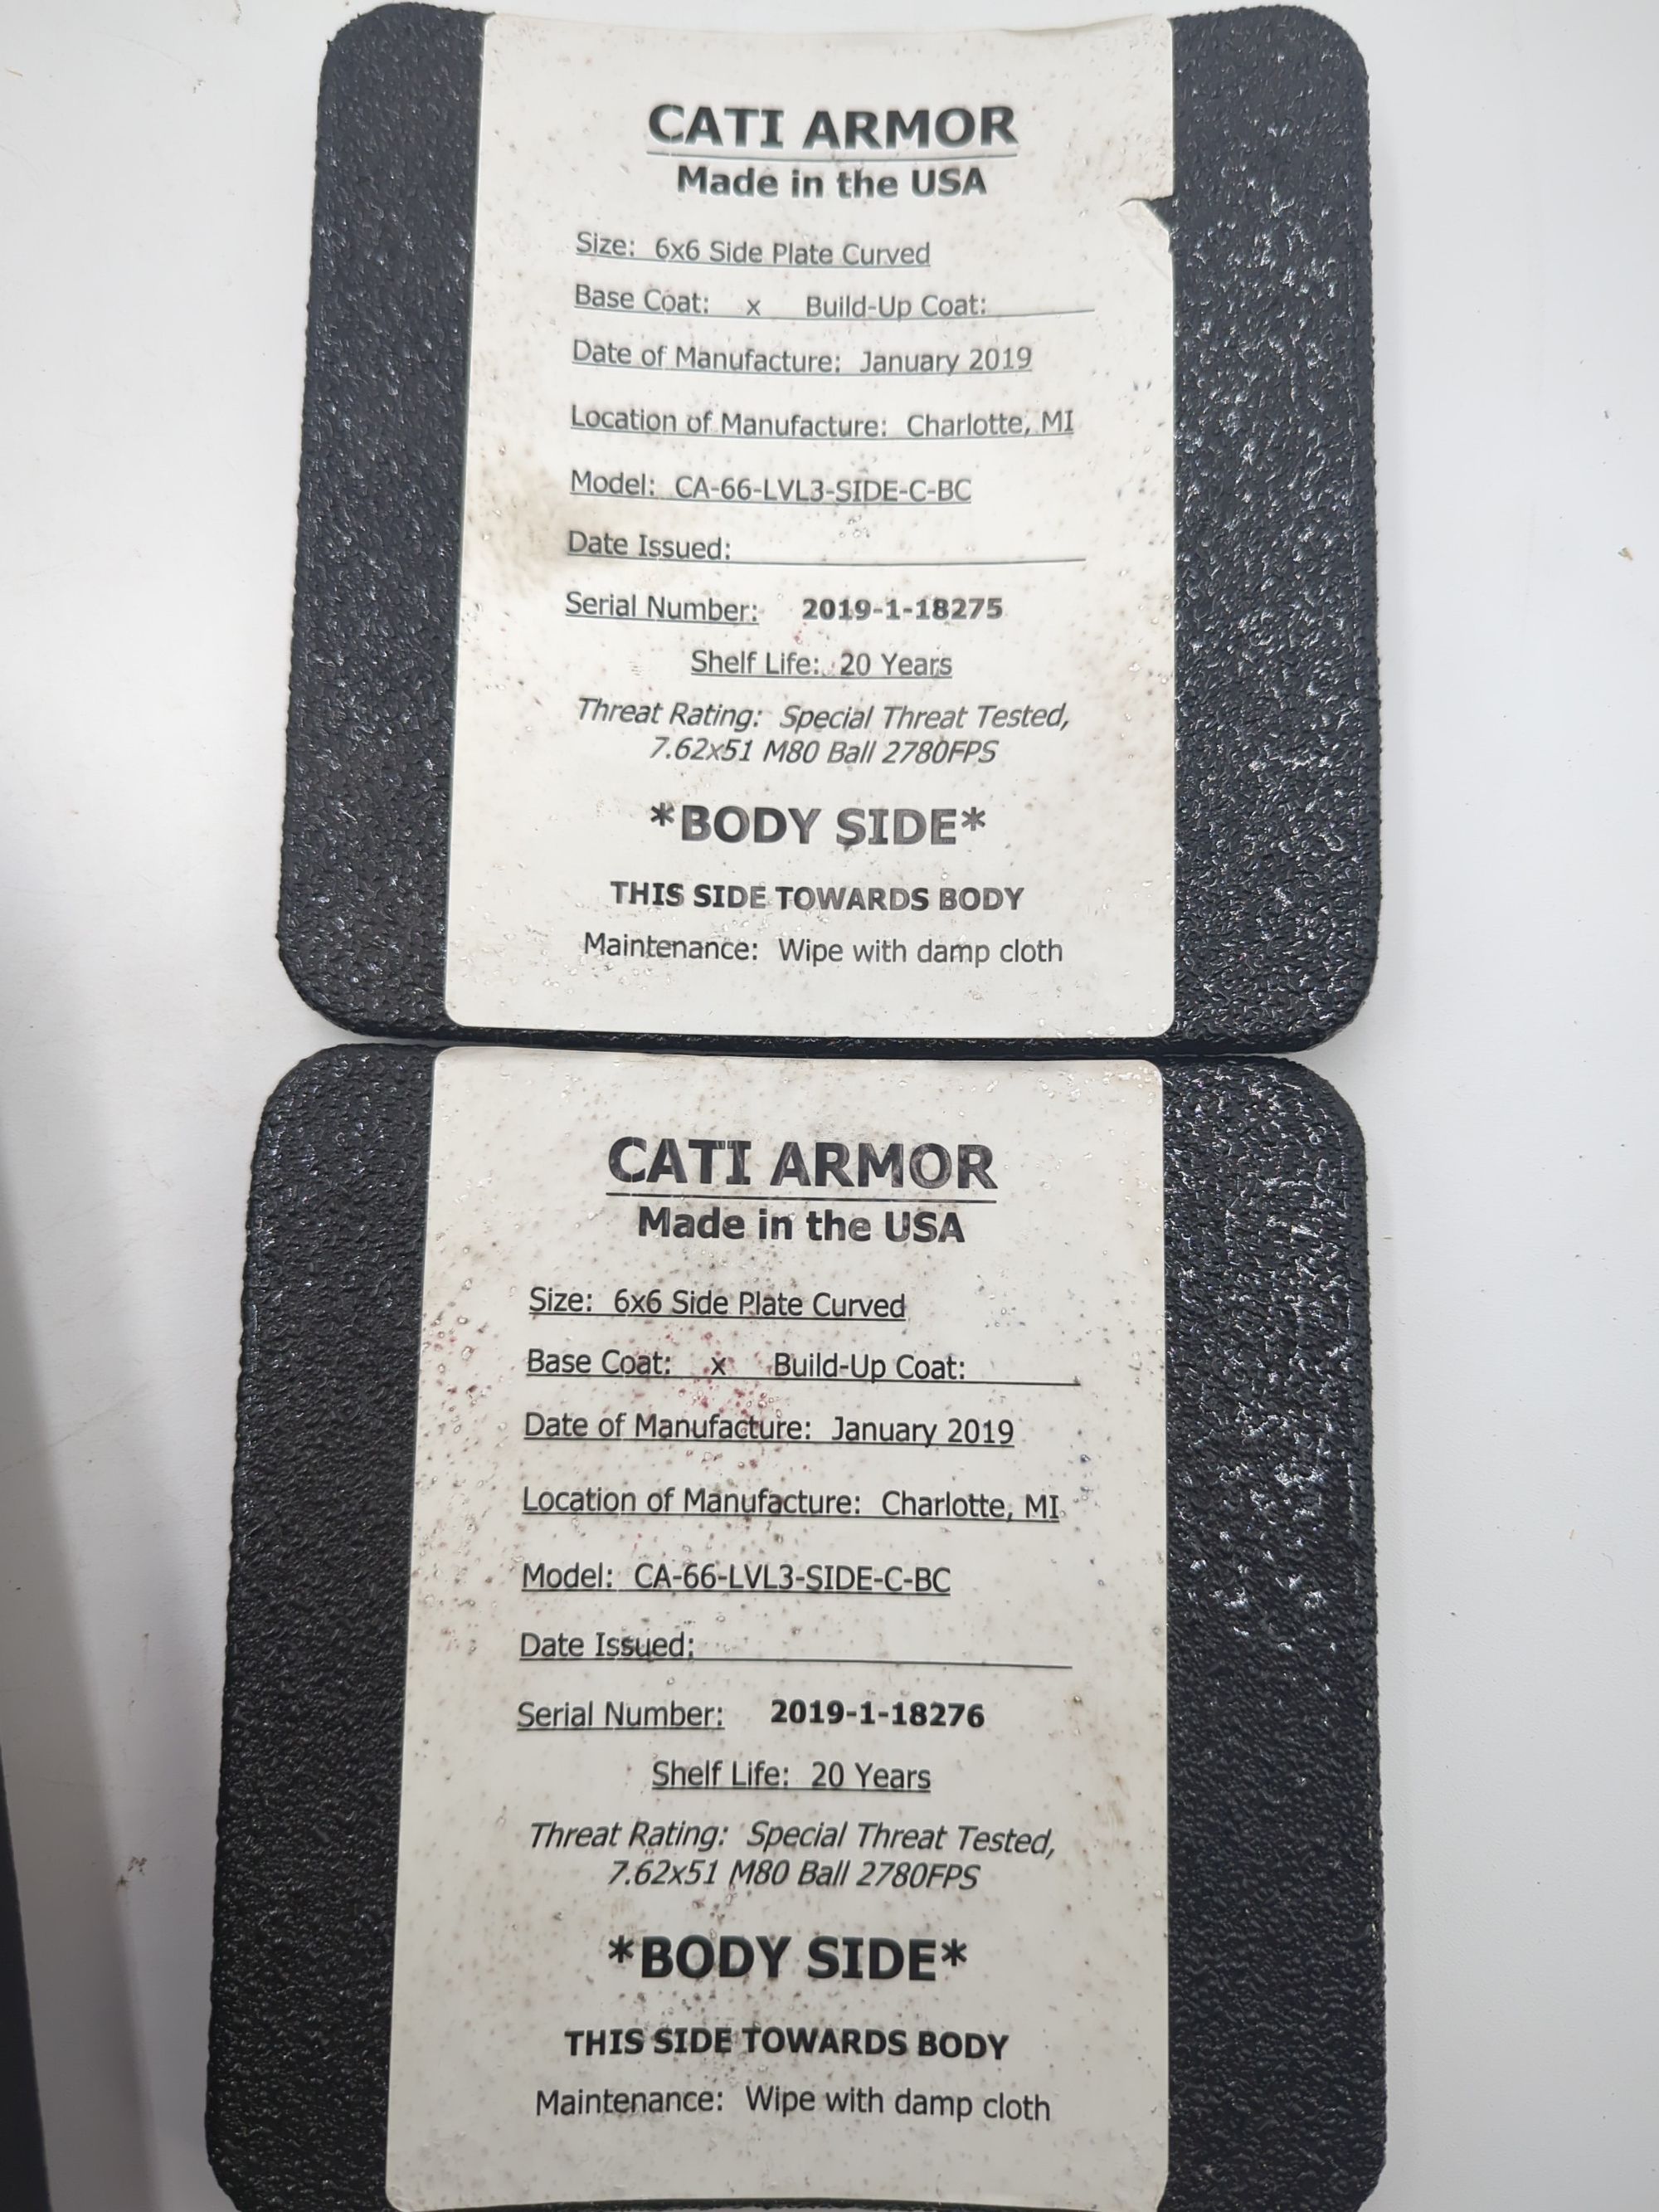 CATI ARMOR
Made in the USA
Size: 6x6 Side Plate Curved
Base Coat: x Build-Up Coat:
Date of Manufacture: January 2019
Location of Manufacture: Charlotte, MI
Model: CA-66-LVL3-SIDE-C-BC
Date Issued:
Serial Number: 2019-1-18275
Shelf Life: 20 Years
Threat Rating: Special Threat Tested,
7.62x51 M80 Ball 2780FPS
*BODY SIDE*
THIS SIDE TOWARDS BODY
Maintenance: Wipe with damp cloth
CATI ARMOR
Made in the USA
Size: 6x6 Side Plate Curved
Base Coat: x Build-Up Coat:
Date of Manufacture: January 2019
Location of Manufacture: Charlotte, MI
Model: CA-66-LVL3-SIDE-C-BC
Date Issued:
Serial Number: 2019-1-18276
Shelf Life: 20 Years
Threat Rating: Special Threat Tested,
7.62x51 M80 Ball 2780FPS
*BODY SIDE*
THIS SIDE TOWARDS BODY
Maintenance: Wipe with damp cloth